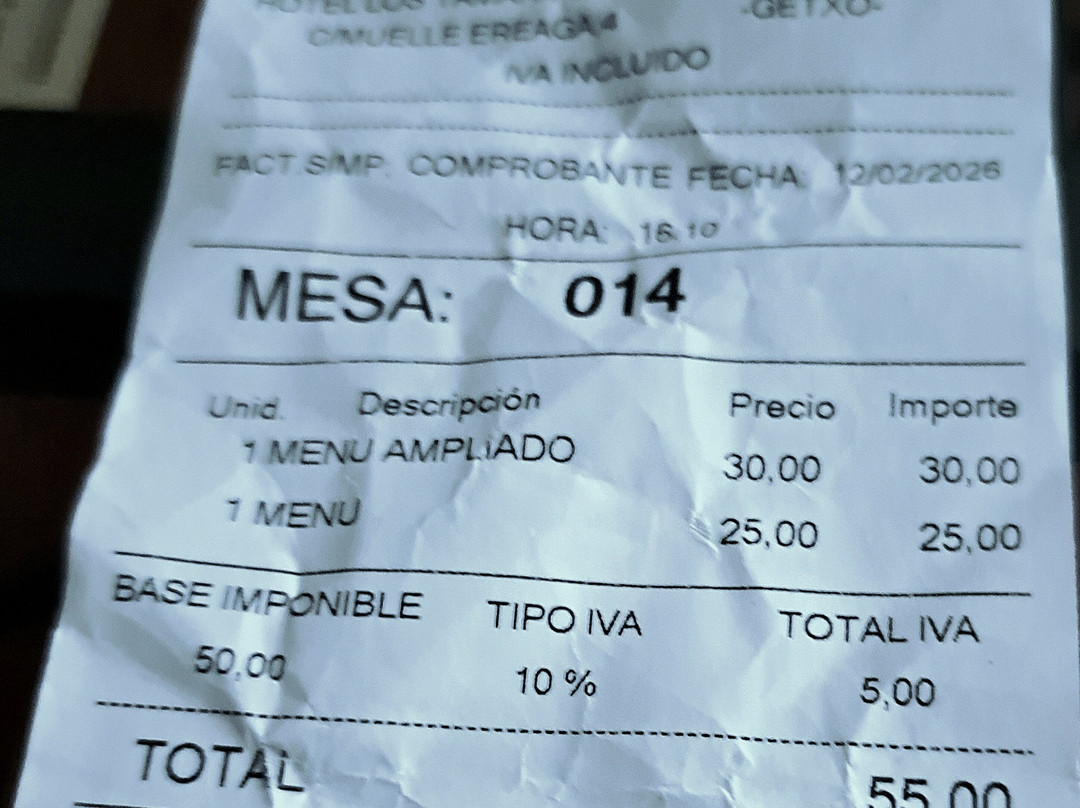 HOTEL LOS -GETXO-
C/MUELLE EREAGA,4
IVA INCLUIDO
FACT.SIMP. COMPROBANTE FECHA: 12/02/2026
HORA: 16:10
MESA: 014
Unid. Descripción Precio Importe
1 MENU AMPLIADO 30,00 30,00
1 MENU 25,00 25,00
BASE IMPONIBLE TIPO IVA TOTAL IVA
50,00 10 % 5,00
TOTAL 55,00